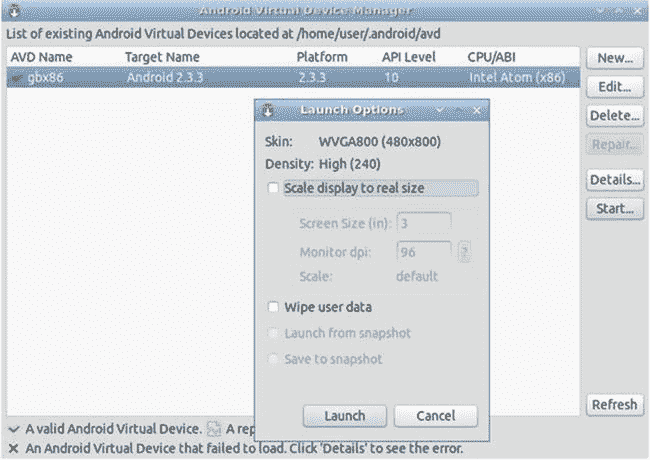 Android Virtual Device Manager
List of existing Android Virtual Devices located at /home/user/.android/avd
AVD Name Target Name Platform API Level CPU/ABI
gbx86 Android 2.3.3 2.3.3 10 Intel Atom (x86)
New...
Edit...
Delete...
Repair...
Details...
Start...
Refresh
Launch Options
Skin: WVGA800 (480x800)
Density: High (240)
Scale display to real size
Screen Size (in): 3
Monitor dpi: 96 ?
Scale: default
Wipe user data
Launch from snapshot
Save to snapshot
Launch Cancel
A valid Android Virtual Device. A rep
An Android Virtual Device that failed to load. Click 'Details' to see the error.